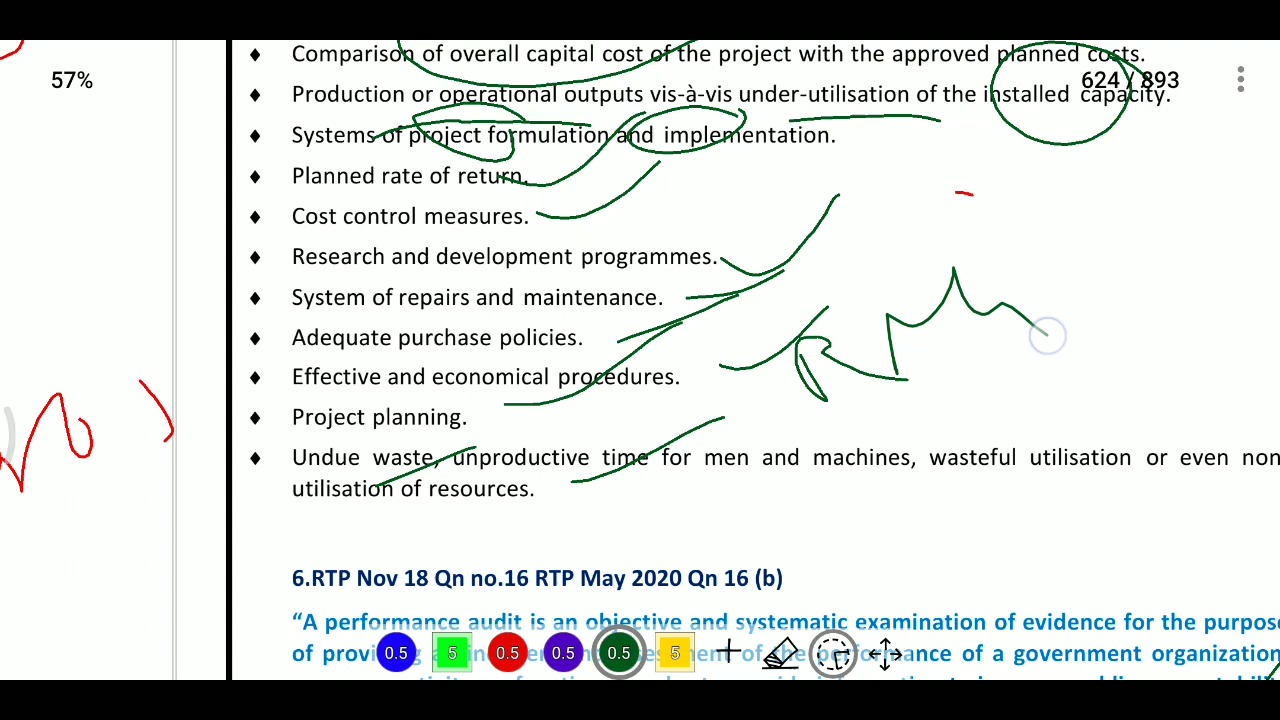 ♦ Comparison of overall capital cost of the project with the approved planned costs.
57%
624 / 893
♦ Production or operational outputs vis-à-vis under-utilisation of the installed capacity.
♦ Systems of project formulation and implementation.
♦ Planned rate of return.
♦ Cost control measures.
♦ Research and development programmes.
♦ System of repairs and maintenance.
♦ Adequate purchase policies.
♦ Effective and economical procedures.
♦ Project planning.
♦ Undue waste, unproductive time for men and machines, wasteful utilisation or even non
utilisation of resources.
6.RTP Nov 18 Qn no.16 RTP May 2020 Qn 16 (b)
“A performance audit is an objective and systematic examination of evidence for the purpose
of the performance of a government organization
0.5 5 0.5 0.5 0.5 5